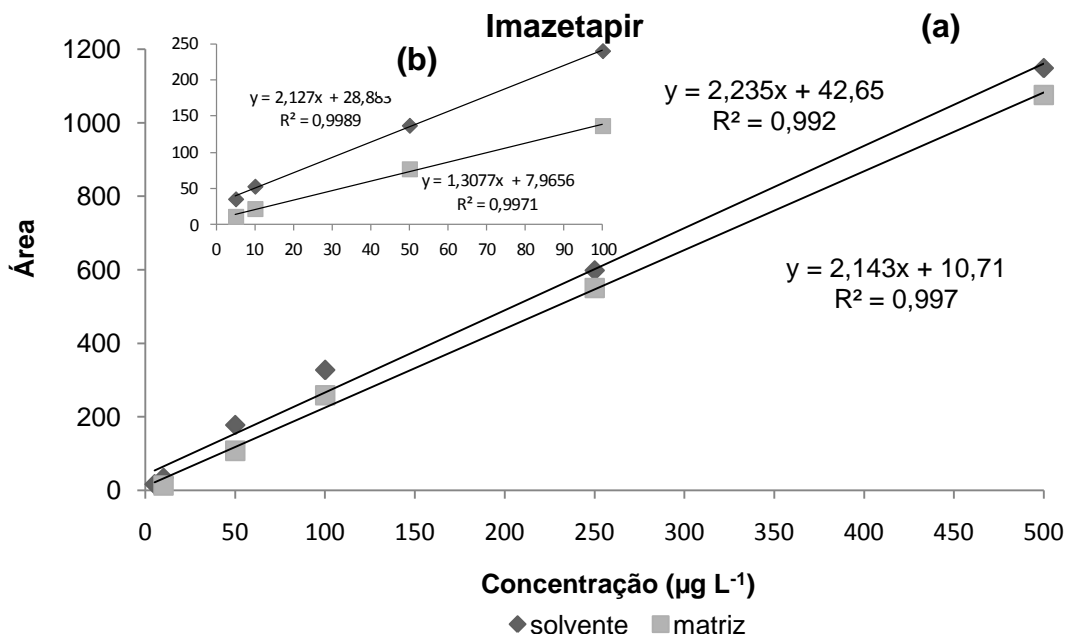 Imazetapir
(a)
(b)
y = 2,235x + 42,65
R² = 0,992
y = 2,143x + 10,71
R² = 0,997
y = 2,127x + 28,883
R² = 0,9989
y = 1,3077x + 7,9656
R² = 0,9971
250
200
150
100
50
0
0 10 20 30 40 50 60 70 80 90 100
Área
1200
1000
800
600
400
200
0
0 50 100 150 200 250 300 350 400 450 500
Concentração (µg L⁻¹)
solvente matriz